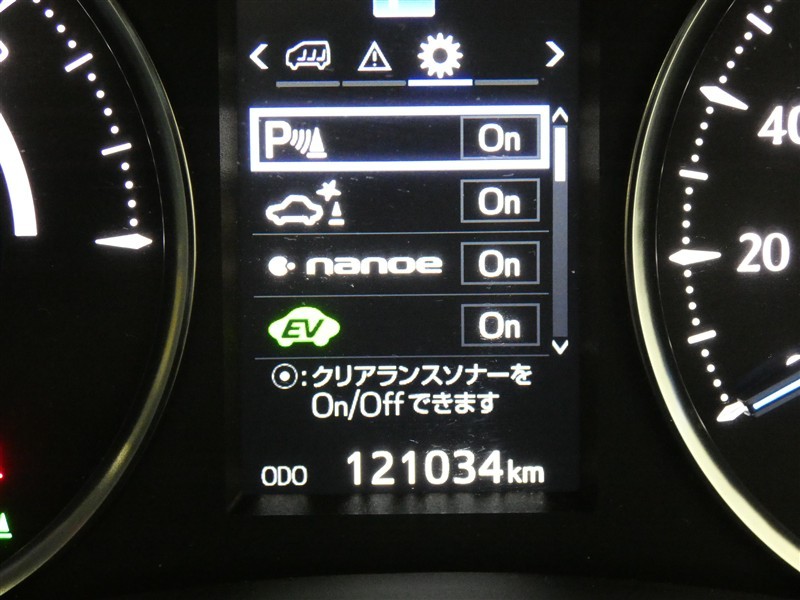 P On
On
nanoe On
EV On
:クリアランスソナーを
On/Offできます
ODO 121034km
40
20